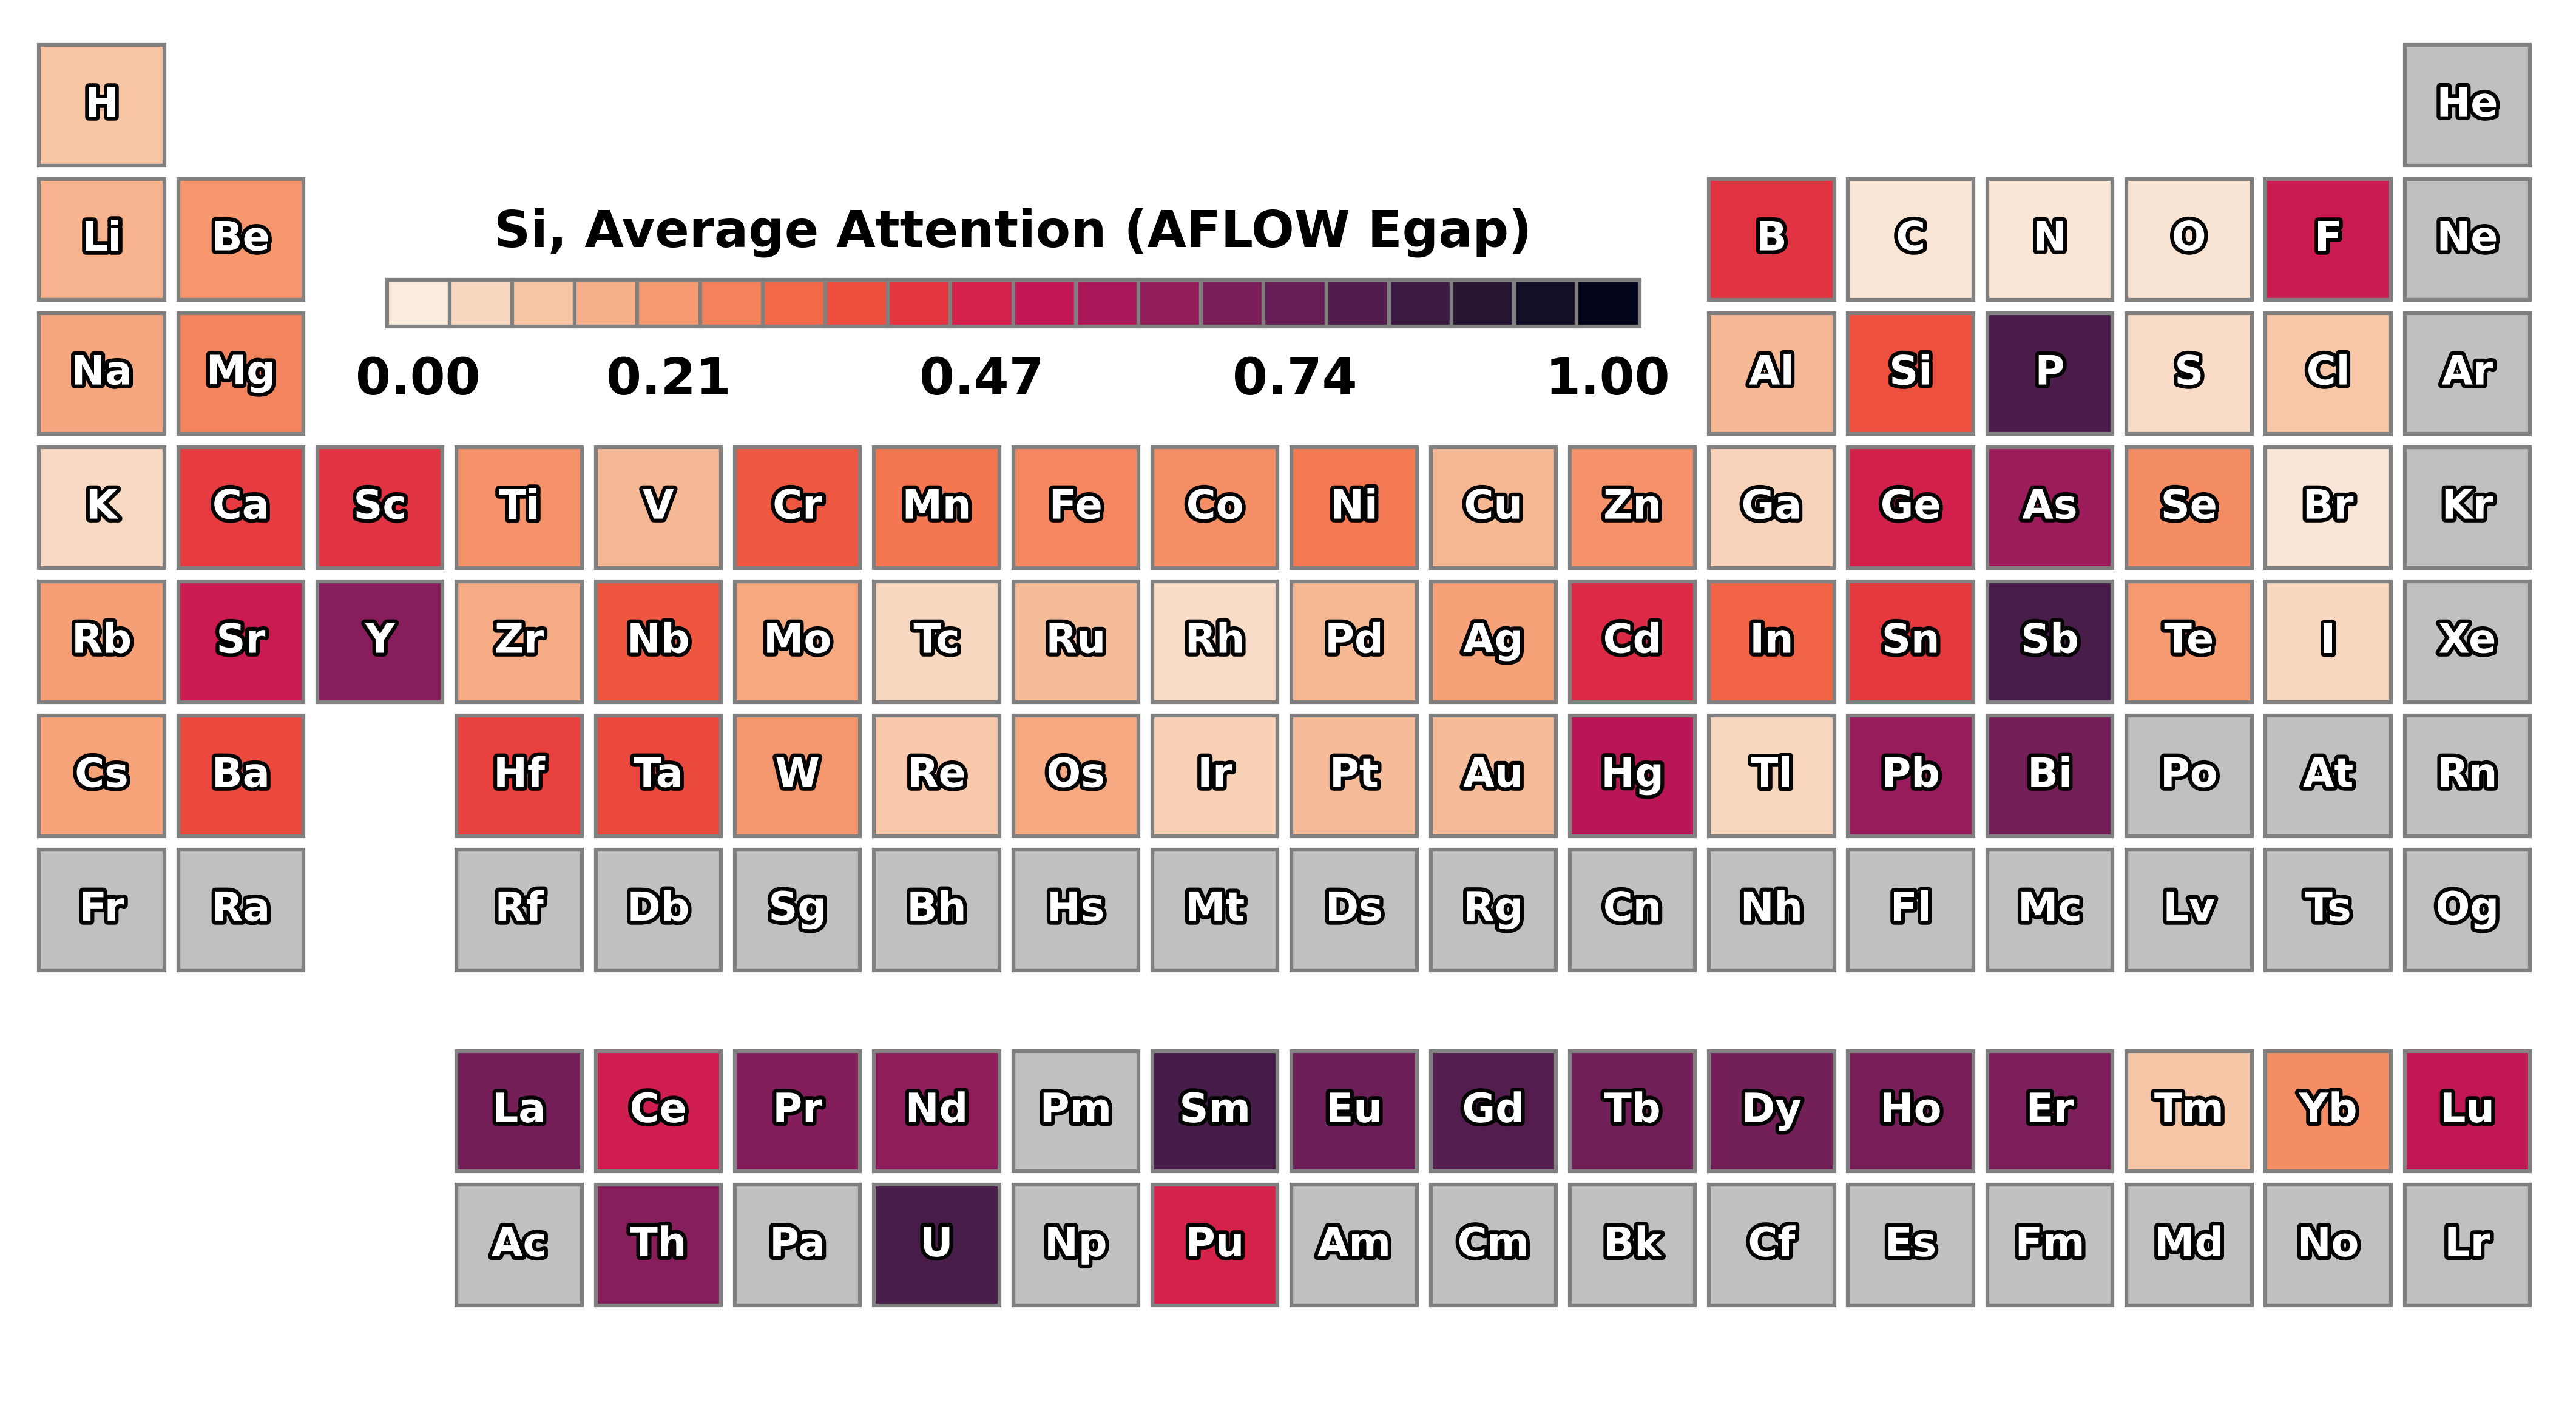 H He
Li Be B C N O F Ne
Si, Average Attention (AFLOW Egap)
Na Mg Al Si P S Cl Ar
0.00 0.21 0.47 0.74 1.00
K Ca Sc Ti V Cr Mn Fe Co Ni Cu Zn Ga Ge As Se Br Kr
Rb Sr Y Zr Nb Mo Tc Ru Rh Pd Ag Cd In Sn Sb Te I Xe
Cs Ba Hf Ta W Re Os Ir Pt Au Hg Tl Pb Bi Po At Rn
Fr Ra Rf Db Sg Bh Hs Mt Ds Rg Cn Nh Fl Mc Lv Ts Og
La Ce Pr Nd Pm Sm Eu Gd Tb Dy Ho Er Tm Yb Lu
Ac Th Pa U Np Pu Am Cm Bk Cf Es Fm Md No Lr